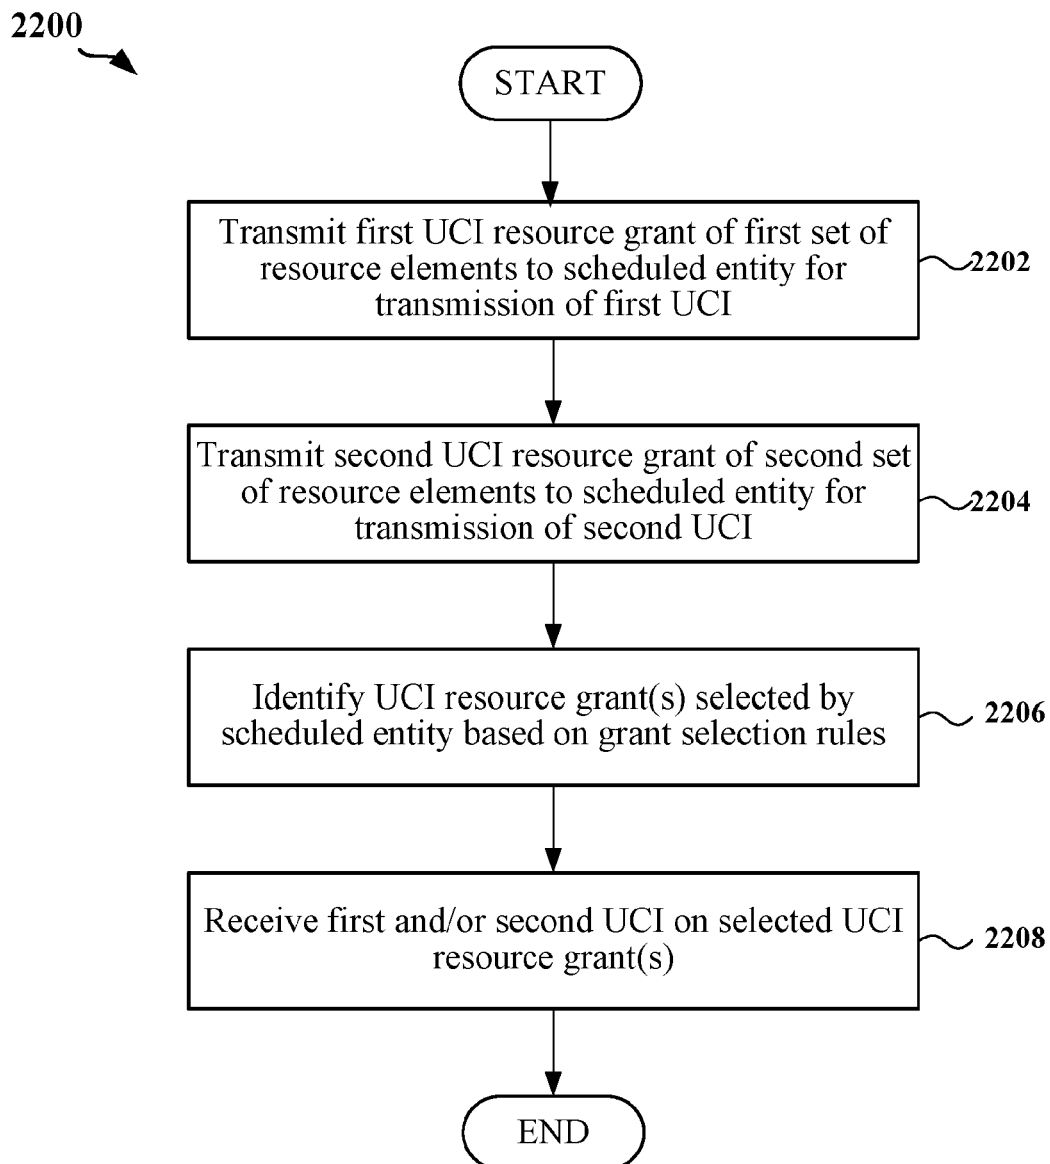 2200
START
Transmit first UCI resource grant of first set of
resource elements to scheduled entity for
transmission of first UCI
2202
Transmit second UCI resource grant of second set
of resource elements to scheduled entity for
transmission of second UCI
2204
Identify UCI resource grant(s) selected by
scheduled entity based on grant selection rules
2206
Receive first and/or second UCI on selected UCI
resource grant(s)
2208
END